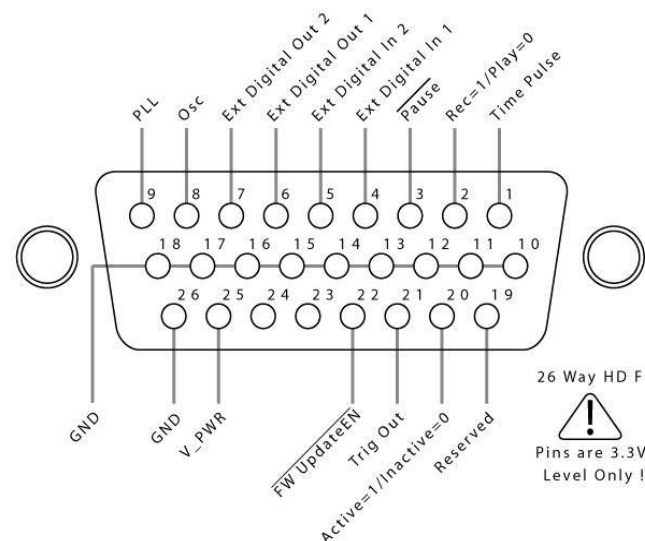 PLL
Osc
Ext Digital Out 2
Ext Digital Out 1
Ext Digital In 2
Ext Digital In 1
Pause
Rec=1/Play=0
Time Pulse
9 8 7 6 5 4 3 2 1
18 17 16 15 14 13 12 11 10
26 25 24 23 22 21 20 19
GND
GND
V_PWR
FW UpdateEN
Trig Out
Active=1/Inactive=0
Reserved
26 Way HD F
!
Pins are 3.3V
Level Only !